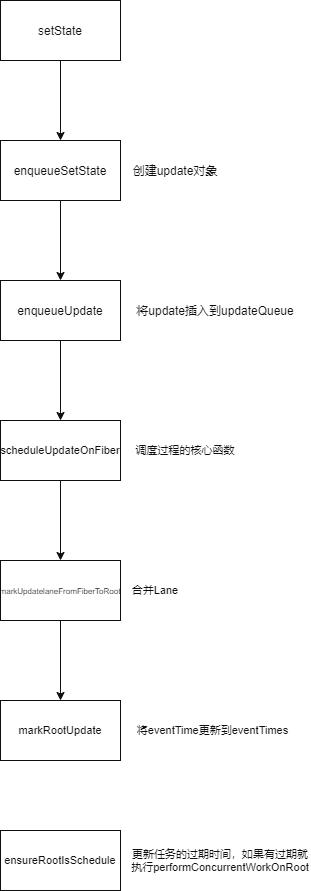 setState
enqueueSetState
创建update对象
enqueueUpdate
将update插入到updateQueue
scheduleUpdateOnFiber
调度过程的核心函数
markUpdatelaneFromFiberToRoot
合并Lane
markRootUpdate
将eventTime更新到eventTimes
ensureRootIsSchedule
更新任务的过期时间，如果有过期就
执行performConcurrentWorkOnRoot